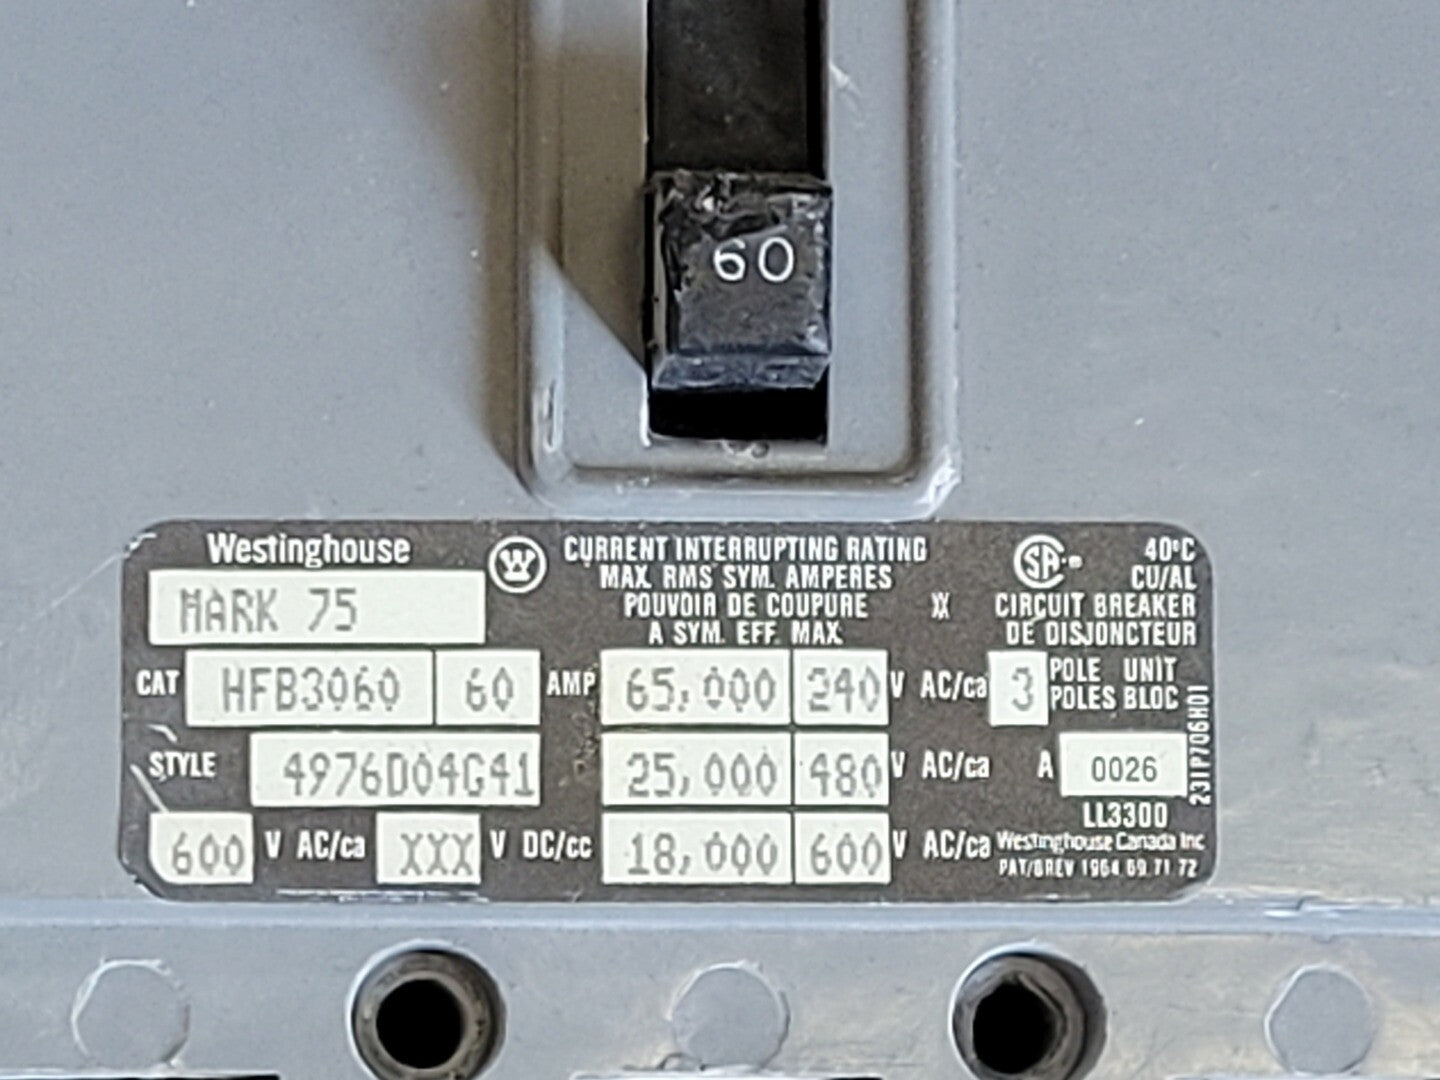 60
Westinghouse
MARK 75
W
CURRENT INTERRUPTING RATING
MAX. RMS SYM. AMPERES
POUVOIR DE COUPURE
A SYM. EFF. MAX.
SA
40°C
CU/AL
CIRCUIT BREAKER
DE DISJONCTEUR
CAT HFB3060 60 AMP 65,000 240 V AC/ca 3 POLE UNIT
POLES BLOC
STYLE 4976D04G41 25,000 480 V AC/ca A 0026
LL3300
600 V AC/ca XXX V DC/cc 18,000 600 V AC/ca Westinghouse Canada Inc
PAT/BREV 1964 69 71 72
231P706H01